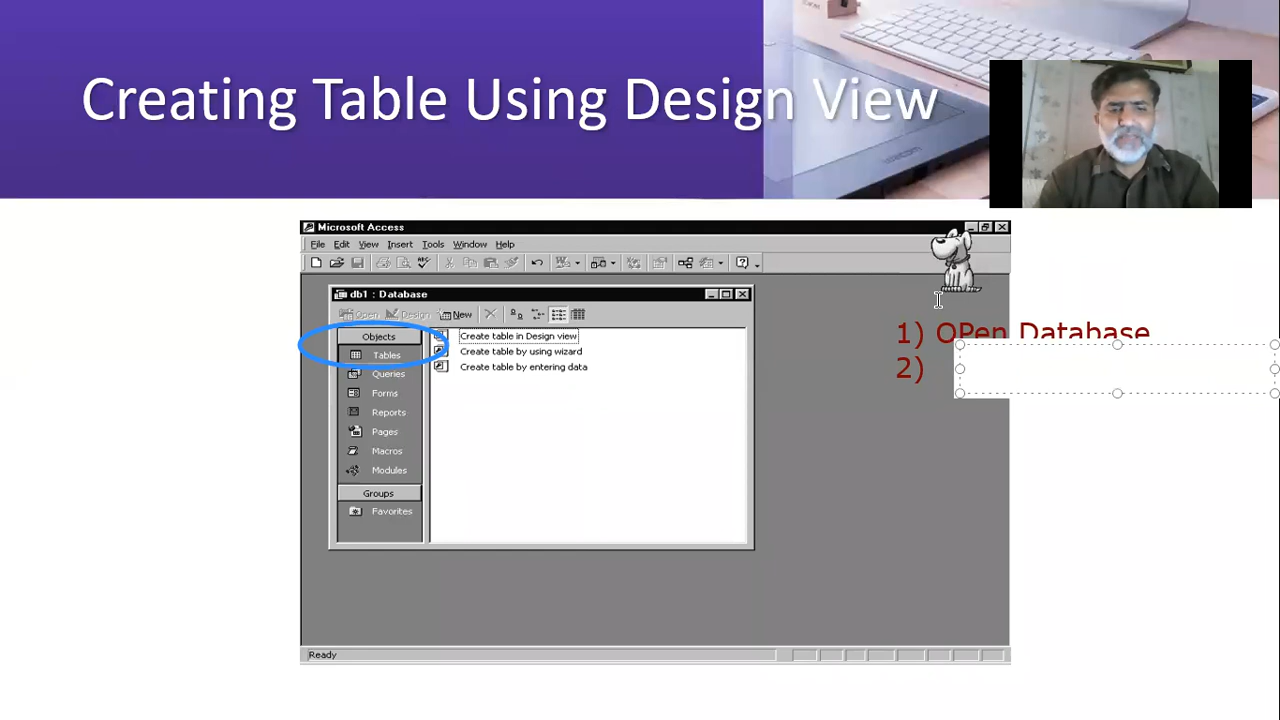 Creating Table Using Design View
Microsoft Access
File Edit View Insert Tools Window Help
db1 : Database
Open Design New
Objects
Tables
Queries
Forms
Reports
Pages
Macros
Modules
Groups
Favorites
Create table in Design view
Create table by using wizard
Create table by entering data
1) OPen Database
2)
Ready